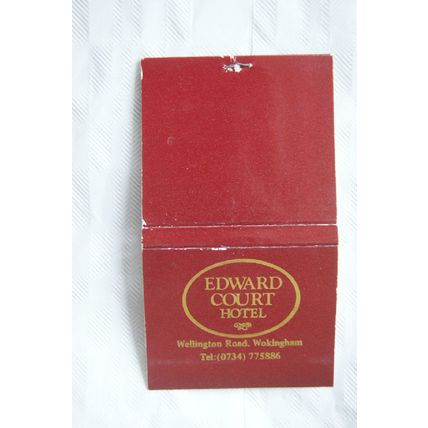 EDWARD
COURT
HOTEL
Wellington Road, Wokingham
Tel:(0734) 775886